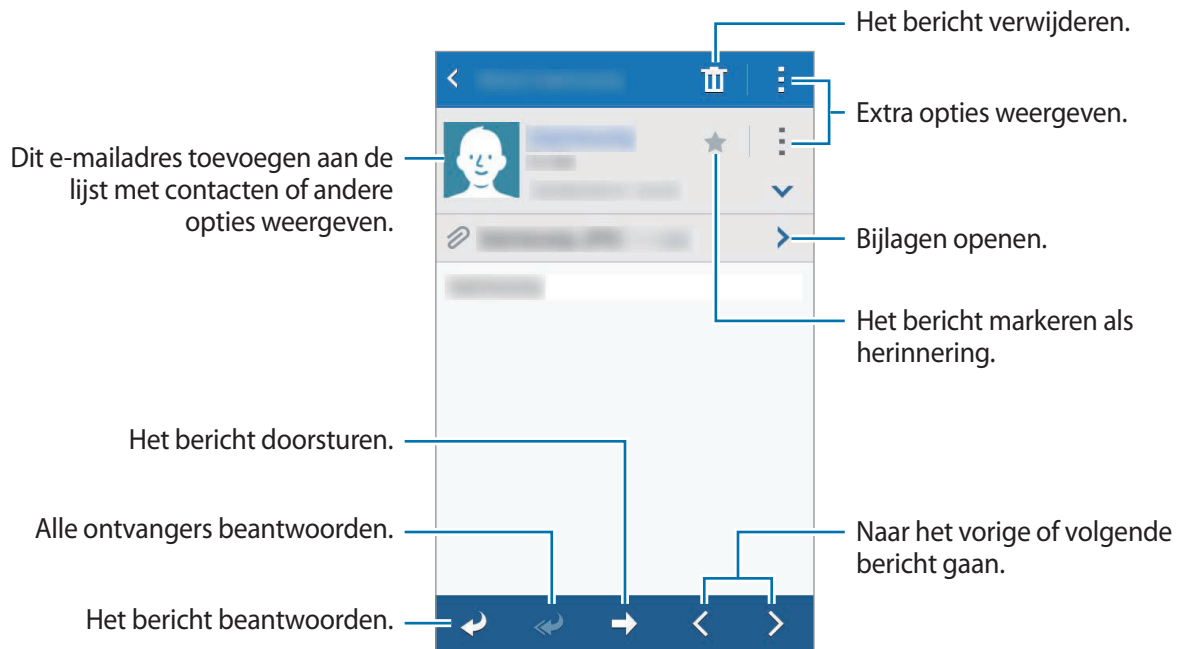 Het bericht verwijderen.
Extra opties weergeven.
Dit e-mailadres toevoegen aan de
lijst met contacten of andere
opties weergeven.
Bijlagen openen.
Het bericht markeren als
herinnering.
Het bericht doorsturen.
Alle ontvangers beantwoorden.
Naar het vorige of volgende
bericht gaan.
Het bericht beantwoorden.